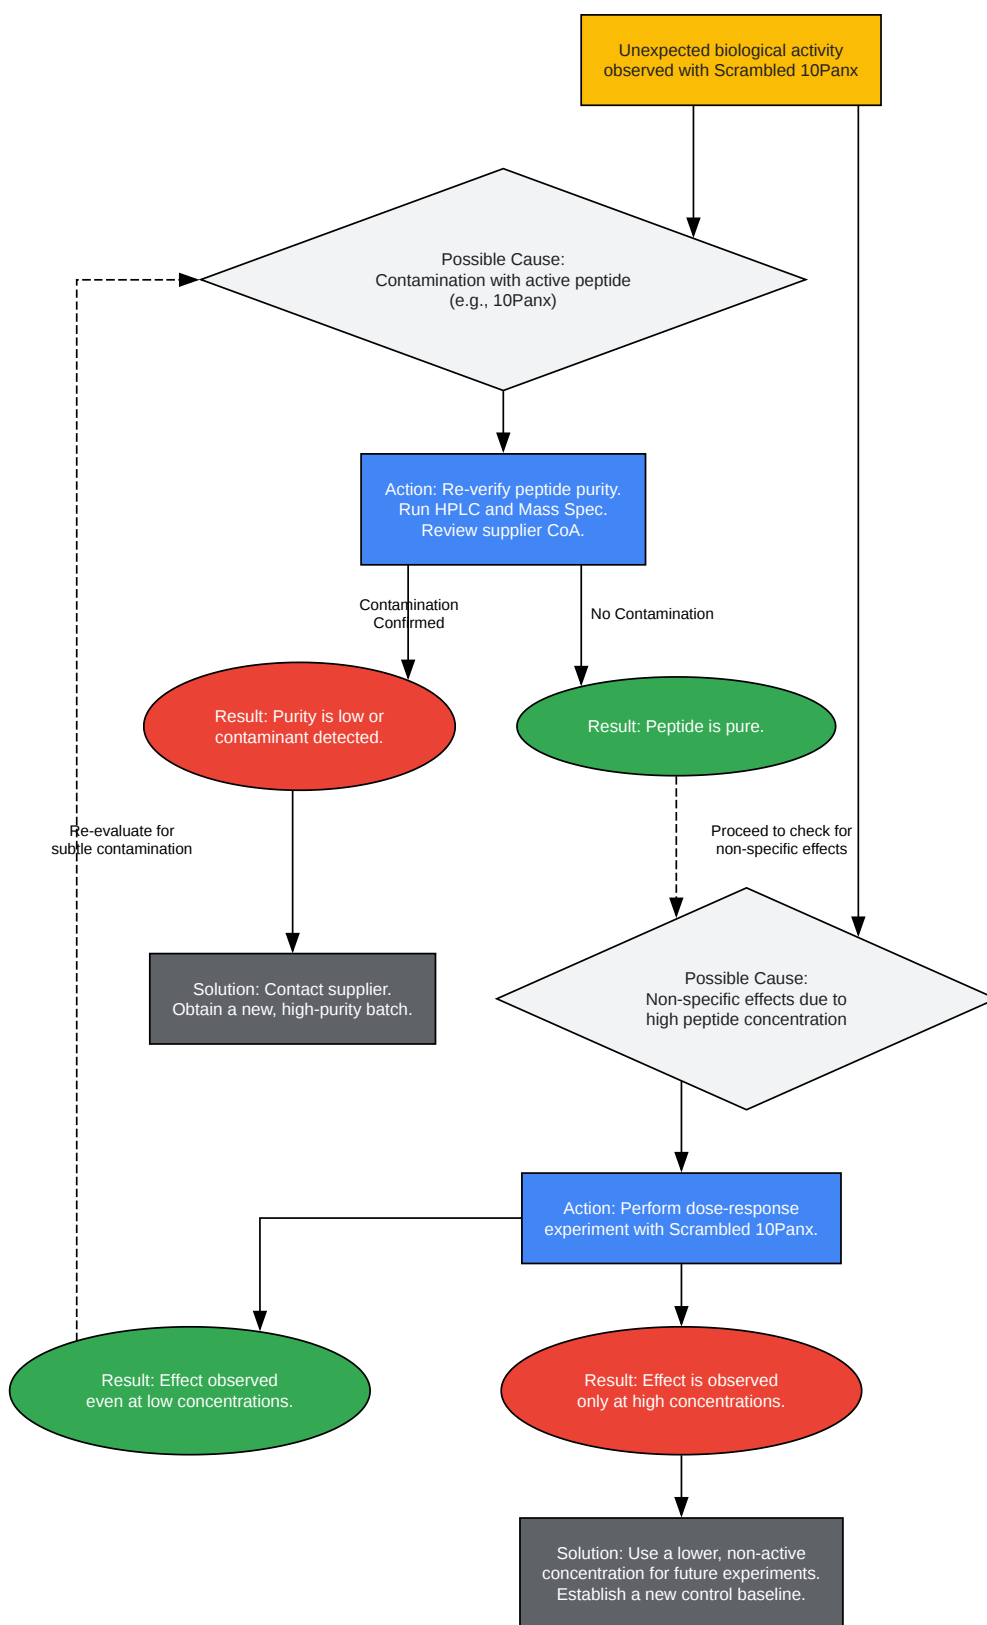 Unexpected biological activity
observed with Scrambled 10Panx
Possible Cause:
Contamination with active peptide
(e.g., 10Panx)
Action: Re-verify peptide purity.
Run HPLC and Mass Spec.
Review supplier CoA.
Contamination
Confirmed
No Contamination
Result: Purity is low or
contaminant detected.
Result: Peptide is pure.
Re-evaluate for
subtle contamination
Proceed to check for
non-specific effects
Solution: Contact supplier.
Obtain a new, high-purity batch.
Possible Cause:
Non-specific effects due to
high peptide concentration
Action: Perform dose-response
experiment with Scrambled 10Panx.
Result: Effect observed
even at low concentrations.
Result: Effect is observed
only at high concentrations.
Solution: Use a lower, non-active
concentration for future experiments.
Establish a new control baseline.